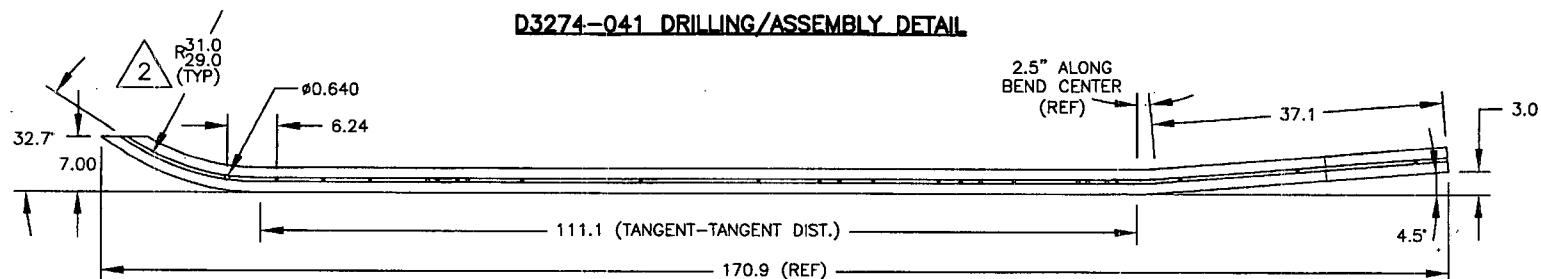 D3274-041 DRILLING/ASSEMBLY DETAIL
2
R31.0
29.0
(TYP)
ø0.640
6.24
2.5" ALONG
BEND CENTER
(REF)
37.1
3.0
32.7°
7.00
111.1 (TANGENT-TANGENT DIST.)
4.5°
170.9 (REF)